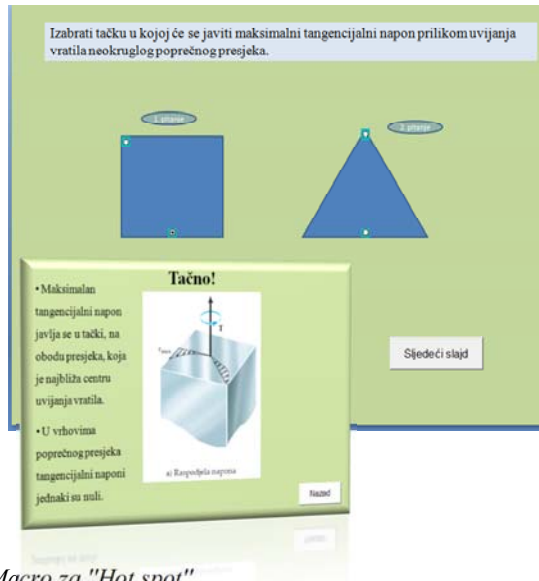 Izabrati tačku u kojoj će se javiti maksimalni tangencijalni napon prilikom uvijanja
vratila neokruglog poprečnog presjeka.
1. pitanje
2. pitanje
Tačno!
• Maksimalan
tangencijalni napon
javlja se u tački, na
obodu presjeka, koja
je najbliža centru
uvijanja vratila.
• U vrhovima
poprečnog presjeka
tangencijalni naponi
jednaki su nuli.
T
a) Raspodjela napona
Sljedeći slajd
Nazad
Macro za "Hot spot"